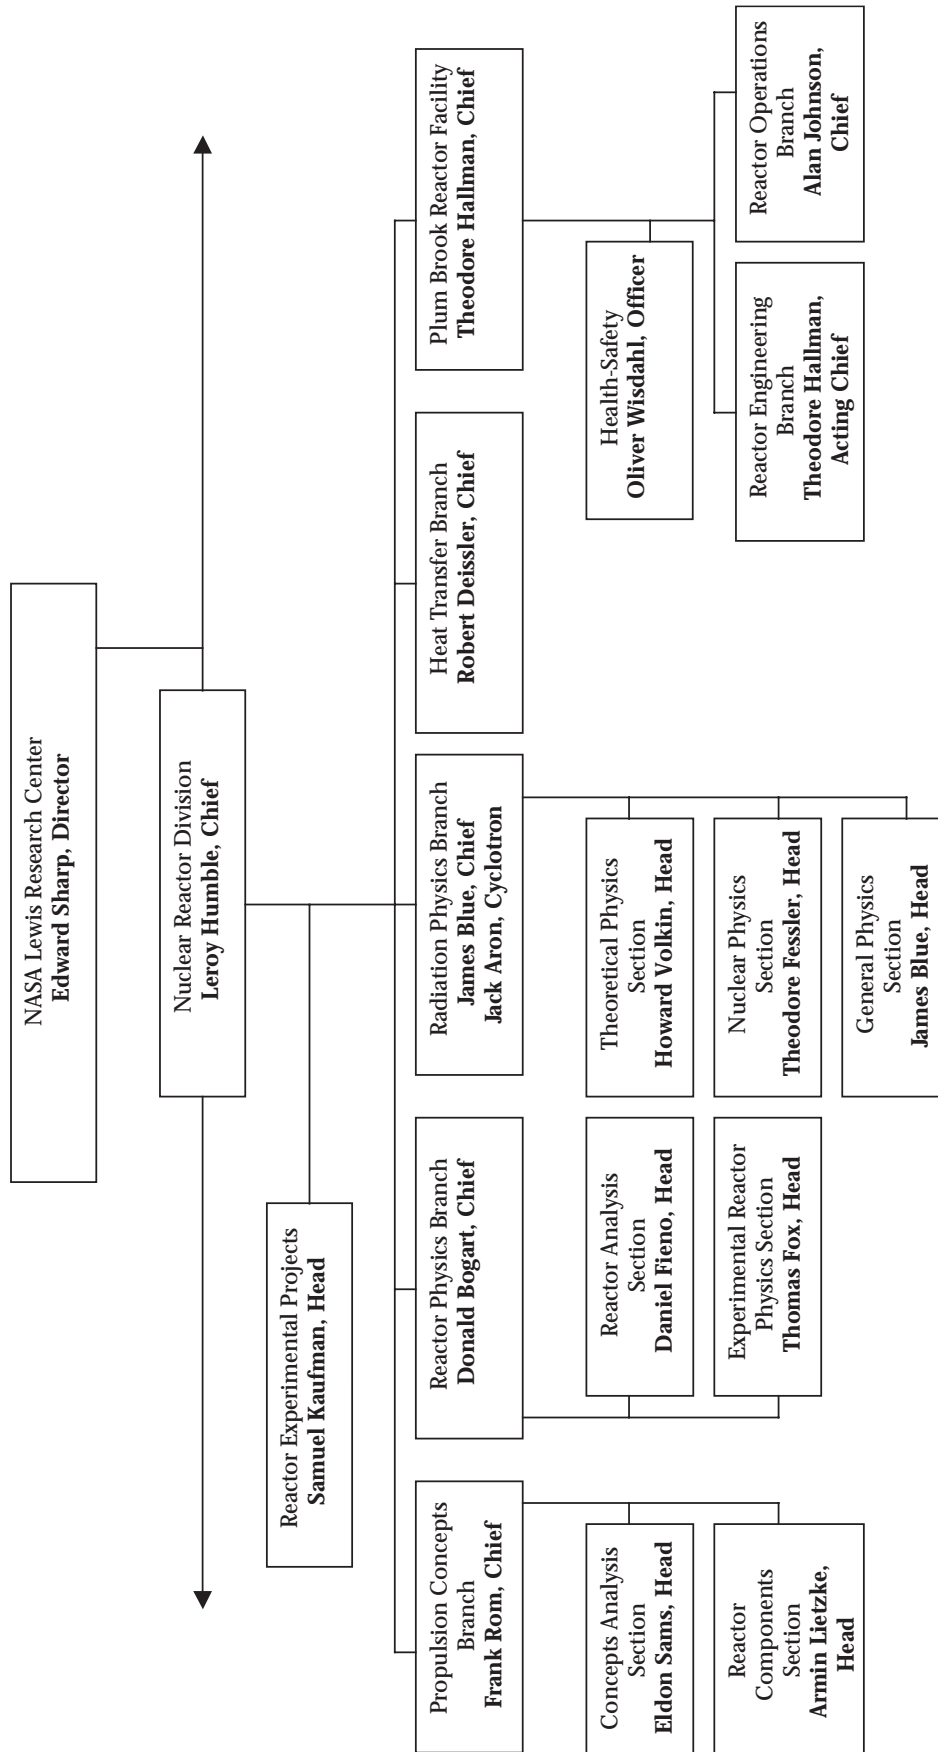 NASA Lewis Research Center
Edward Sharp, Director
Nuclear Reactor Division
Leroy Humble, Chief
Reactor Experimental Projects
Samuel Kaufman, Head
Propulsion Concepts
Branch
Frank Rom, Chief
Reactor Physics Branch
Donald Bogart, Chief
Radiation Physics Branch
James Blue, Chief
Jack Aron, Cyclotron
Heat Transfer Branch
Robert Deissler, Chief
Plum Brook Reactor Facility
Theodore Hallman, Chief
Concepts Analysis
Section
Eldon Sams, Head
Reactor
Components
Section
Armin Lietzke,
Head
Reactor Analysis
Section
Daniel Fieno, Head
Experimental Reactor
Physics Section
Thomas Fox, Head
Theoretical Physics
Section
Howard Volkin, Head
Nuclear Physics
Section
Theodore Fessler, Head
General Physics
Section
James Blue, Head
Health-Safety
Oliver Wisdahl, Officer
Reactor Engineering
Branch
Theodore Hallman,
Acting Chief
Reactor Operations
Branch
Alan Johnson,
Chief